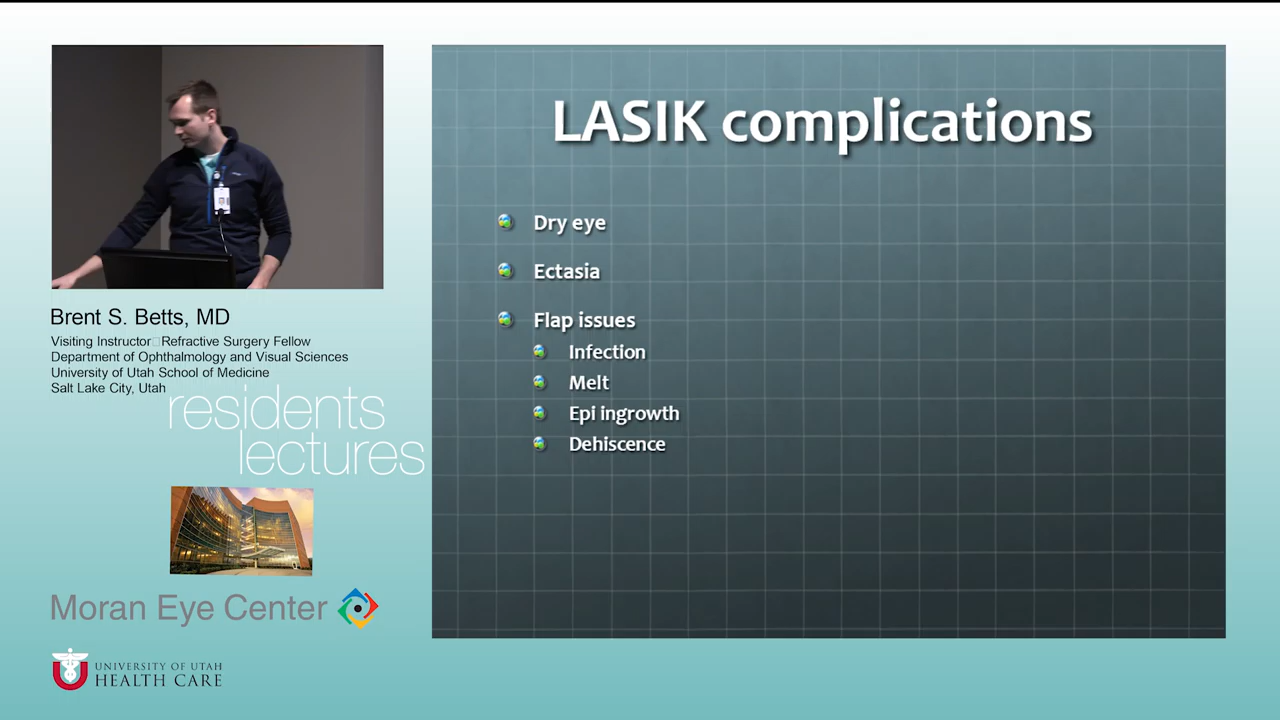 LASIK complications
Dry eye
Ectasia
Flap issues
Infection
Melt
Epi ingrowth
Dehiscence
Brent S. Betts, MD
Visiting Instructor□Refractive Surgery Fellow
Department of Ophthalmology and Visual Sciences
University of Utah School of Medicine
Salt Lake City, Utah
residents
lectures
Moran Eye Center
UNIVERSITY OF UTAH
HEALTH CARE